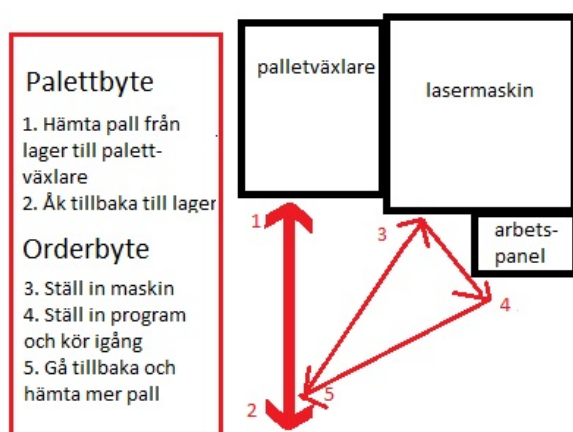 Palettbyte
1. Hämta pall från
lager till palett-
växlare
2. Åk tillbaka till lager
Orderbyte
3. Ställ in maskin
4. Ställ in program
och kör igång
5. Gå tillbaka och
hämta mer pall
palletväxlare
lasermaskin
arbets-
panel
1
3
4
5
2